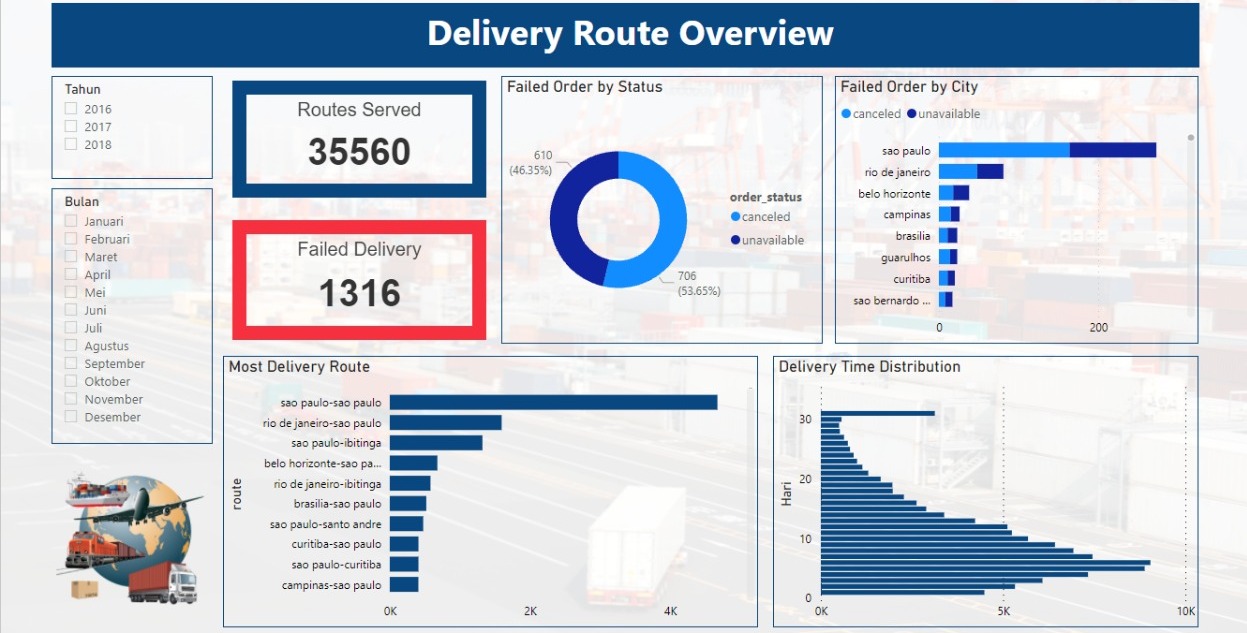 Delivery Route Overview
Tahun
2016
2017
2018
Bulan
Januari
Februari
Maret
April
Mei
Juni
Juli
Agustus
September
Oktober
November
Desember
Routes Served
35560
Failed Delivery
1316
Failed Order by Status
610
(46.35%)
706
(53.65%)
order_status
canceled
unavailable
Failed Order by City
canceled unavailable
sao paulo
rio de janeiro
belo horizonte
campinas
brasilia
guarulhos
curitiba
sao bernardo ...
0 200
Most Delivery Route
route
sao paulo-sao paulo
rio de janeiro-sao paulo
sao paulo-ibitinga
belo horizonte-sao pa...
rio de janeiro-ibitinga
brasilia-sao paulo
sao paulo-santo andre
curitiba-sao paulo
sao paulo-curitiba
campinas-sao paulo
0K 2K 4K
Delivery Time Distribution
Hari
30
20
10
0
0K 5K 10K